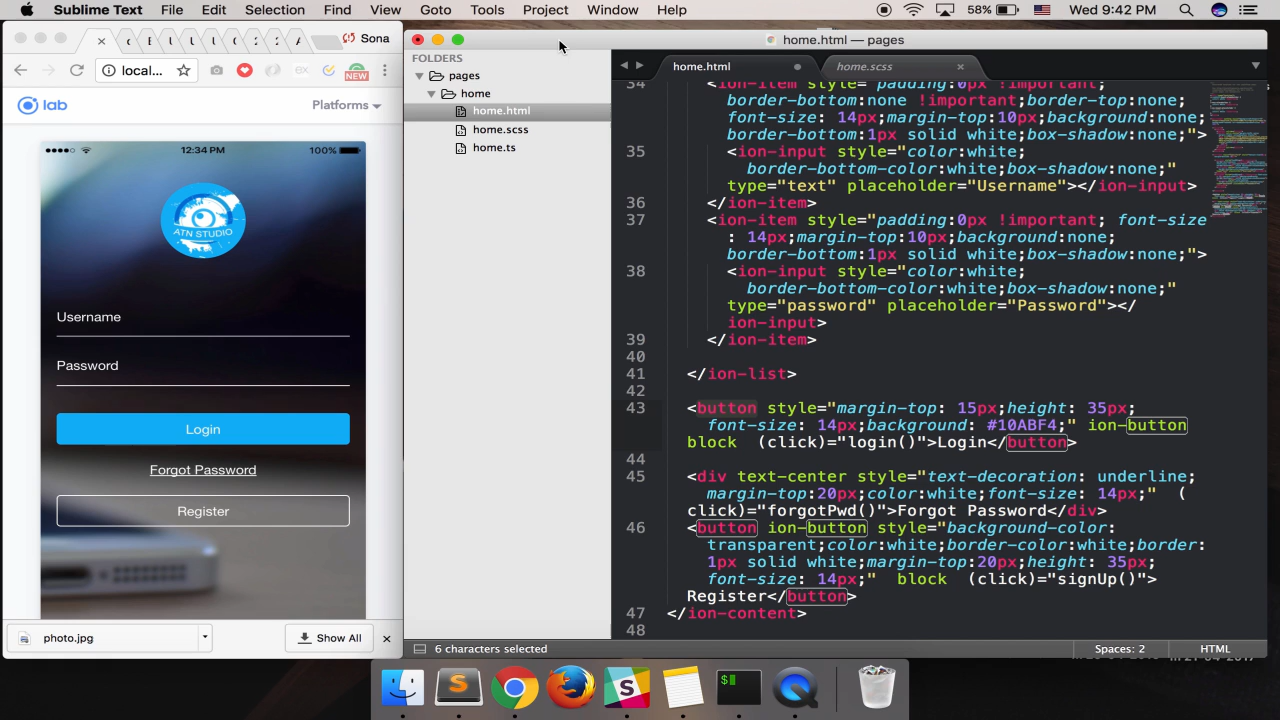 Sublime Text File Edit Selection Find View Goto Tools Project Window Help 58% Wed 9:42 PM
Sona
local...
NEW
lab Platforms
12:34 PM 100%
ATN STUDIO
Username
Password
Login
Forgot Password
Register
photo.jpg Show All
home.html — pages
FOLDERS
pages
home
home.html
home.scss
home.ts
home.html home.scss
34 <ion-item style="padding:0px !important;
border-bottom:none !important;border-top:none;
font-size: 14px;margin-top:10px;background:none;
border-bottom:1px solid white;box-shadow:none;">
35 <ion-input style="color:white;
border-bottom-color:white;box-shadow:none;"
type="text" placeholder="Username"></ion-input>
36 </ion-item>
37 <ion-item style="padding:0px !important; font-size
: 14px;margin-top:10px;background:none;
border-bottom:1px solid white;box-shadow:none;">
38 <ion-input style="color:white;
border-bottom-color:white;box-shadow:none;"
type="password" placeholder="Password"></
ion-input>
39 </ion-item>
40
41 </ion-list>
42
43 <button style="margin-top: 15px;height: 35px;
font-size: 14px;background: #10ABF4;" ion-button
block (click)="login()">Login</button>
44
45 <div text-center style="text-decoration: underline;
margin-top:20px;color:white;font-size: 14px;" (
click)="forgotPwd()">Forgot Password</div>
46 <button ion-button style="background-color:
transparent;color:white;border-color:white;border:
1px solid white;margin-top:20px;height: 35px;
font-size: 14px;" block (click)="signUp()">
Register</button>
47 </ion-content>
48
6 characters selected Spaces: 2 HTML